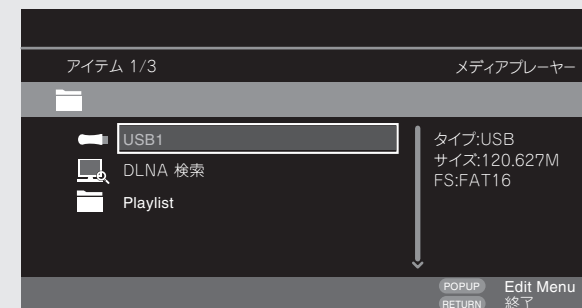 アイテム 1/3
メディアプレーヤー
USB1
DLNA 検索
Playlist
タイプ:USB
サイズ:120.627M
FS:FAT16
POPUP Edit Menu
RETURN 終了